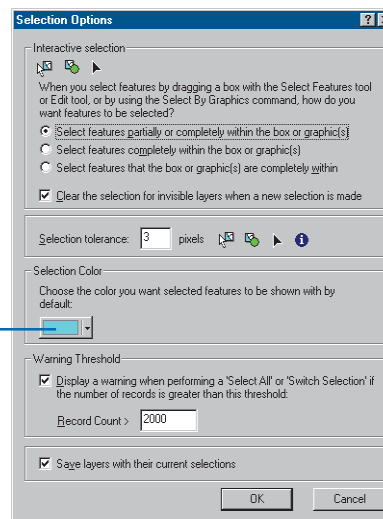 Selection Options
Interactive selection
When you select features by dragging a box with the Select Features tool
or Edit tool, or by using the Select By Graphics command, how do you
want features to be selected?
Select features partially or completely within the box or graphic(s)
Select features completely within the box or graphic(s)
Select features that the box or graphic(s) are completely within
Clear the selection for invisible layers when a new selection is made
Selection tolerance: 3 pixels
Selection Color
Choose the color you want selected features to be shown with by
default:
Warning Threshold
Display a warning when performing a 'Select All' or 'Switch Selection' if
the number of records is greater than this threshold:
Record Count > 2000
Save layers with their current selections
OK Cancel